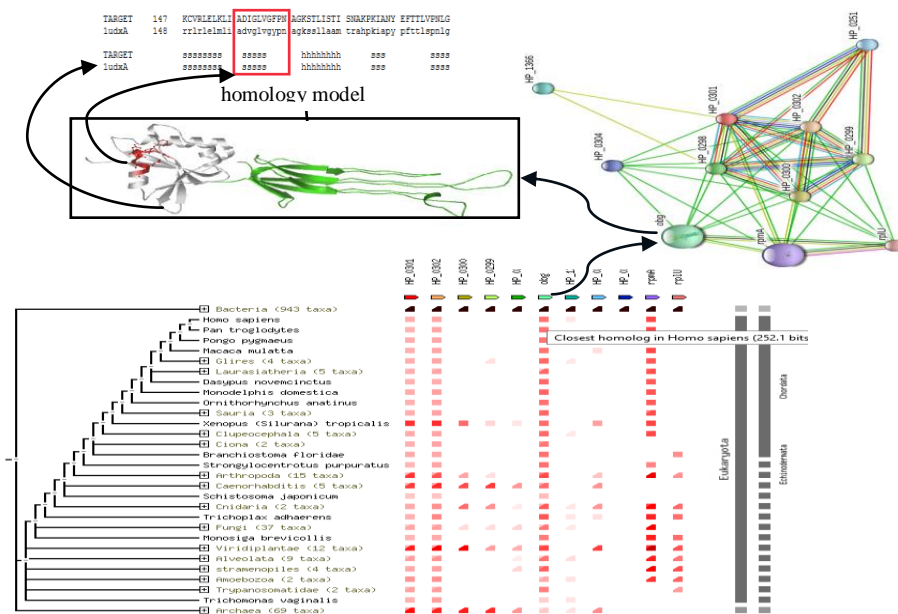 TARGET 147 KCVRLELKLI ADIGLVGFPN AGKSTLISTI SNAKPKIANY EFTTLVPNLG
1udxA 148 rrlrlelmli advglvgypn agkssllaam trahpkiapy pfttlspnlg
TARGET sssssss sssss hhhhhhhh sss ssss
1udxA sssssss sssss hhhhhhhh sss ssss
homology model
HP_0251
HP_1366
HP_0301
HP_0302
HP_0304
HP_0298
HP_0299
HP_0300
obg
rpmA
rplU
HP_0301
HP_0302
HP_0300
HP_0299
obg
rpmA
rplU
Bacteria (943 taxa)
Homo sapiens
Pan troglodytes
Closest homolog in Homo sapiens (252.1 bits
Pongo pygmaeus
Macaca mulatta
Glires (4 taxa)
Laurasiatheria (5 taxa)
Dasypus novemcinctus
Monodelphis domestica
Ornithorhynchus anatinus
Sauria (3 taxa)
Xenopus (Silurana) tropicalis
Clupeocephala (5 taxa)
Ciona (2 taxa)
Branchiostoma floridae
Strongylocentrotus purpuratus
Arthropoda (15 taxa)
Caenorhabditis (5 taxa)
Schistosoma japonicum
Cnidaria (2 taxa)
Trichoplax adhaerens
Fungi (37 taxa)
Monosiga brevicollis
Viridiplantae (12 taxa)
Alveolata (9 taxa)
stramenopiles (4 taxa)
Amoebozoa (2 taxa)
Trypanosomatidae (2 taxa)
Trichomonas vaginalis
Archaea (69 taxa)
Eukaryota
Chordata
Echinodermata